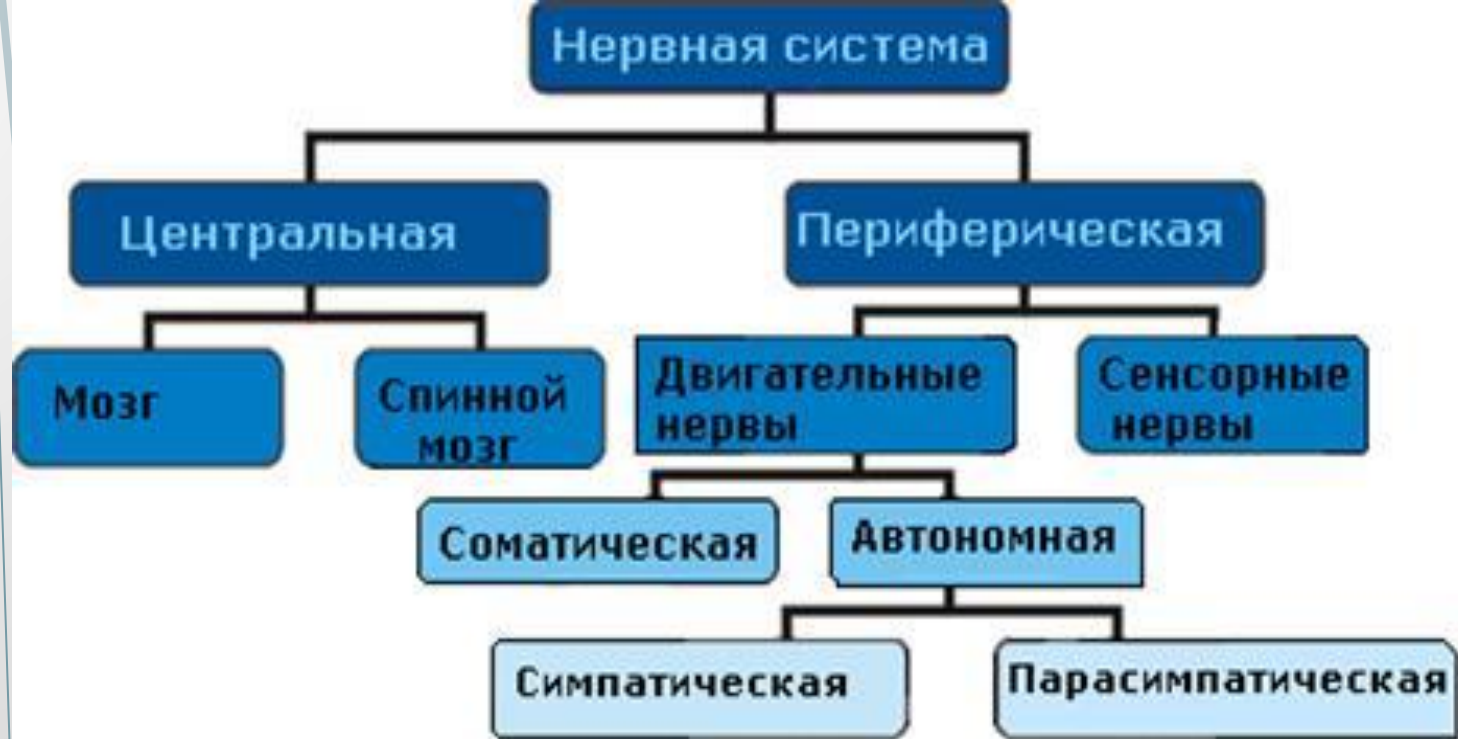 Нервная система
Центральная
Периферическая
Мозг
Спинной
мозг
Двигательные
нервы
Сенсорные
нервы
Соматическая
Автономная
Симпатическая
Парасимпатическая